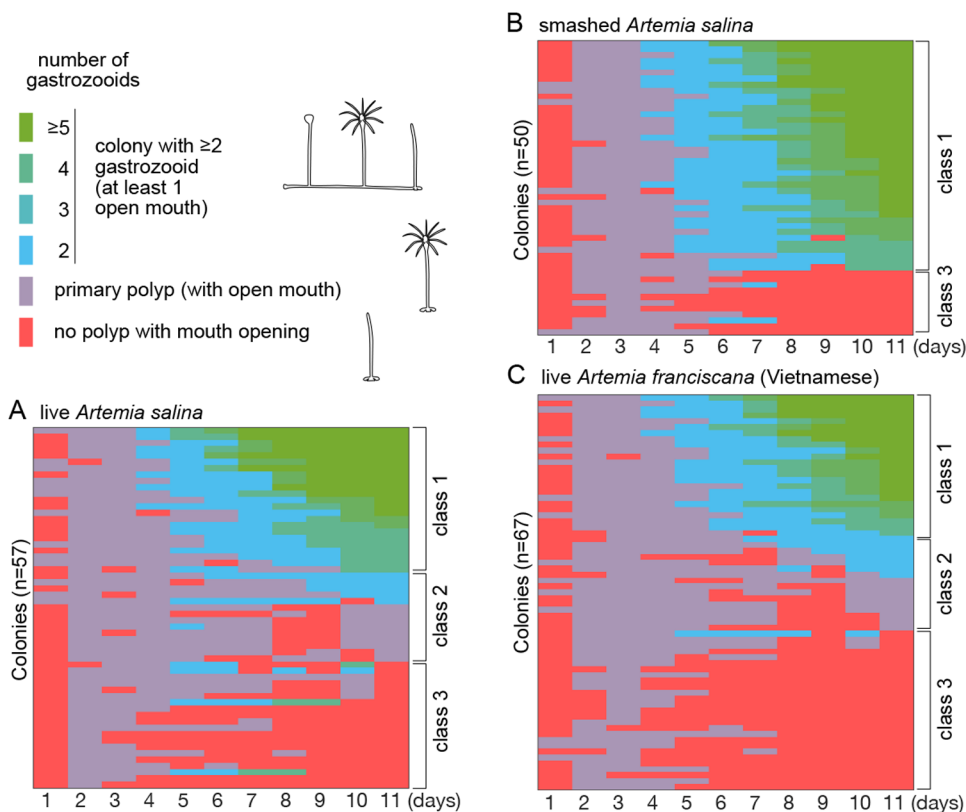 number of
gastrozooids
≥5
4
3
2
colony with ≥2
gastrozooid
(at least 1
open mouth)
primary polyp (with open mouth)
no polyp with mouth opening
A live Artemia salina
Colonies (n=57)
class 1
class 2
class 3
1 2 3 4 5 6 7 8 9 10 11 (days)
B smashed Artemia salina
Colonies (n=50)
class 1
class 3
1 2 3 4 5 6 7 8 9 10 11 (days)
C live Artemia franciscana (Vietnamese)
Colonies (n=67)
class 1
class 2
class 3
1 2 3 4 5 6 7 8 9 10 11 (days)